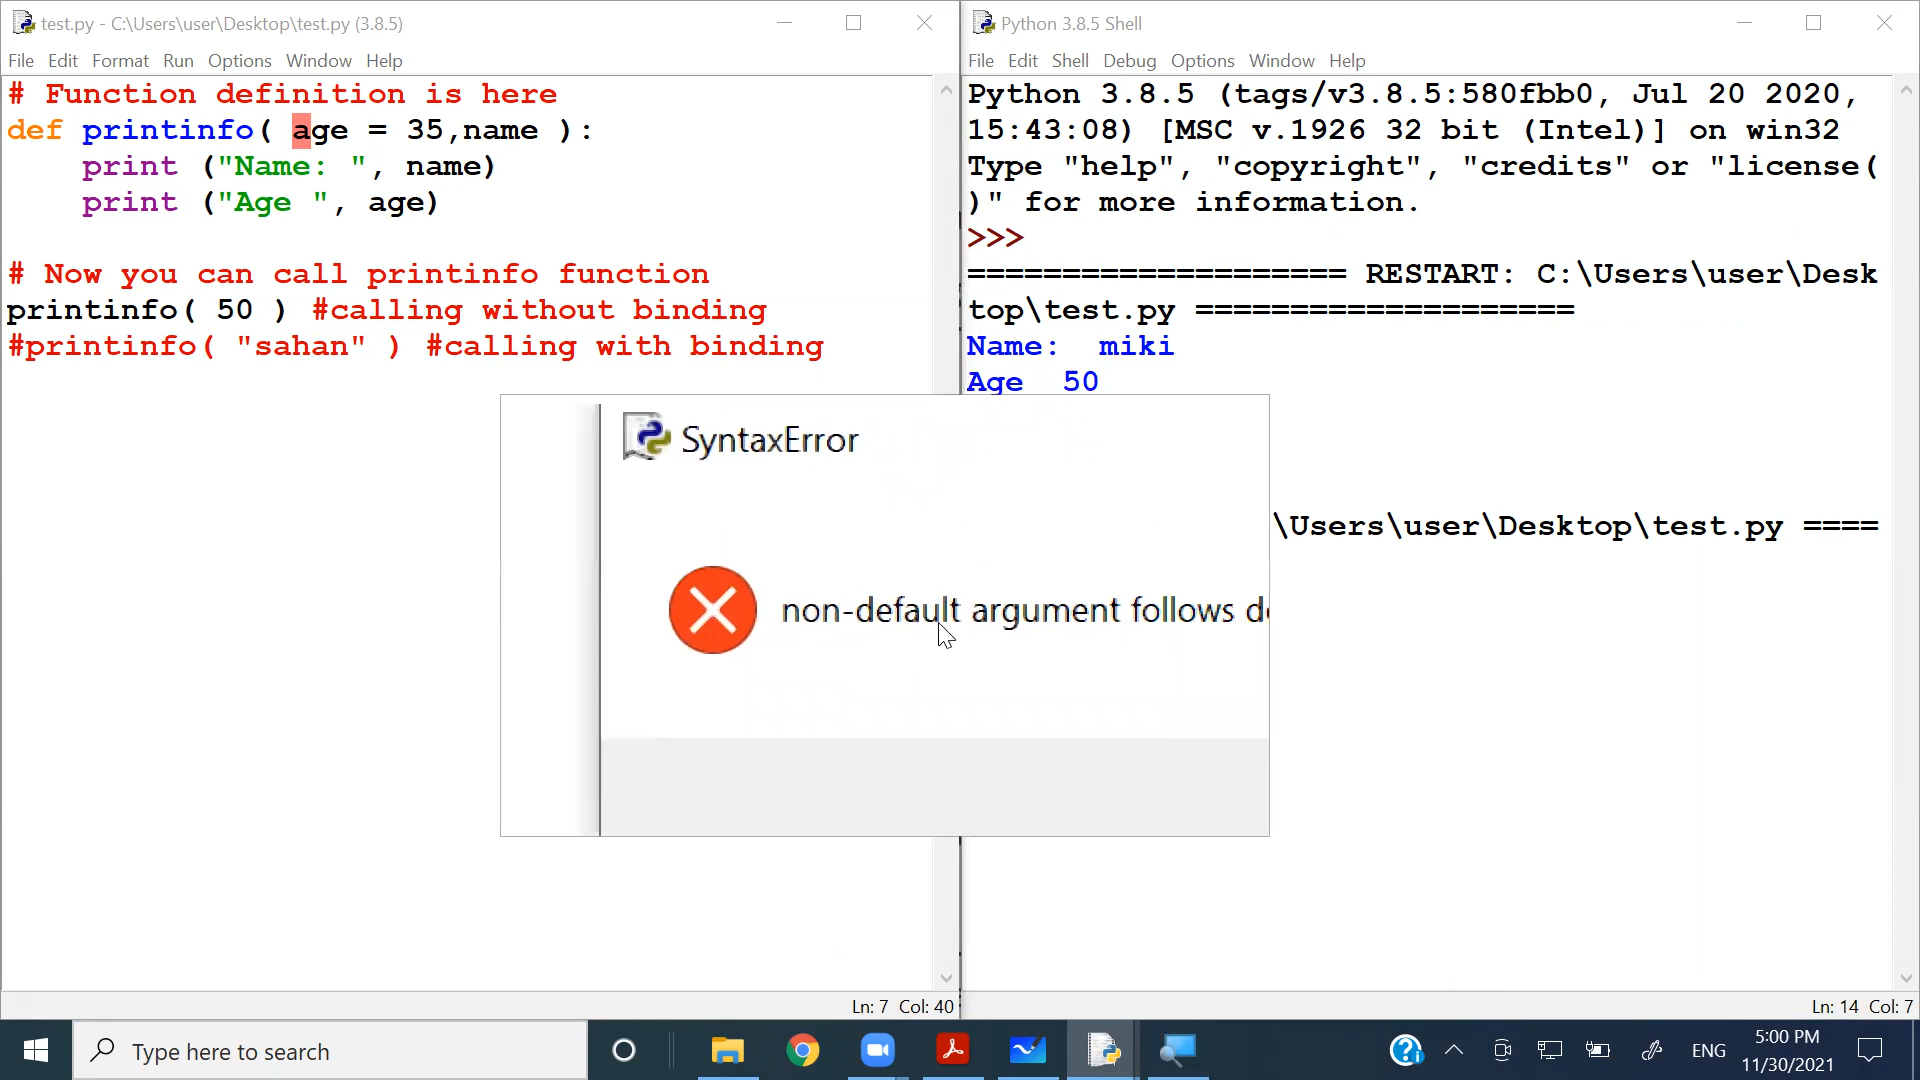 test.py - C:\Users\user\Desktop\test.py (3.8.5)
File Edit Format Run Options Window Help
# Function definition is here
def printinfo( age = 35,name ):
    print ("Name: ", name)
    print ("Age ", age)
# Now you can call printinfo function
printinfo( 50 ) #calling without binding
#printinfo( "sahan" ) #calling with binding
Ln: 7 Col: 40
Python 3.8.5 Shell
File Edit Shell Debug Options Window Help
Python 3.8.5 (tags/v3.8.5:580fbb0, Jul 20 2020,
15:43:08) [MSC v.1926 32 bit (Intel)] on win32
Type "help", "copyright", "credits" or "license(
)" for more information.
>>>
==================== RESTART: C:\Users\user\Desk
top\test.py ====================
Name:  miki
Age  50
\Users\user\Desktop\test.py ====
Ln: 14 Col: 7
SyntaxError
non-default argument follows
Type here to search
ENG
5:00 PM
11/30/2021